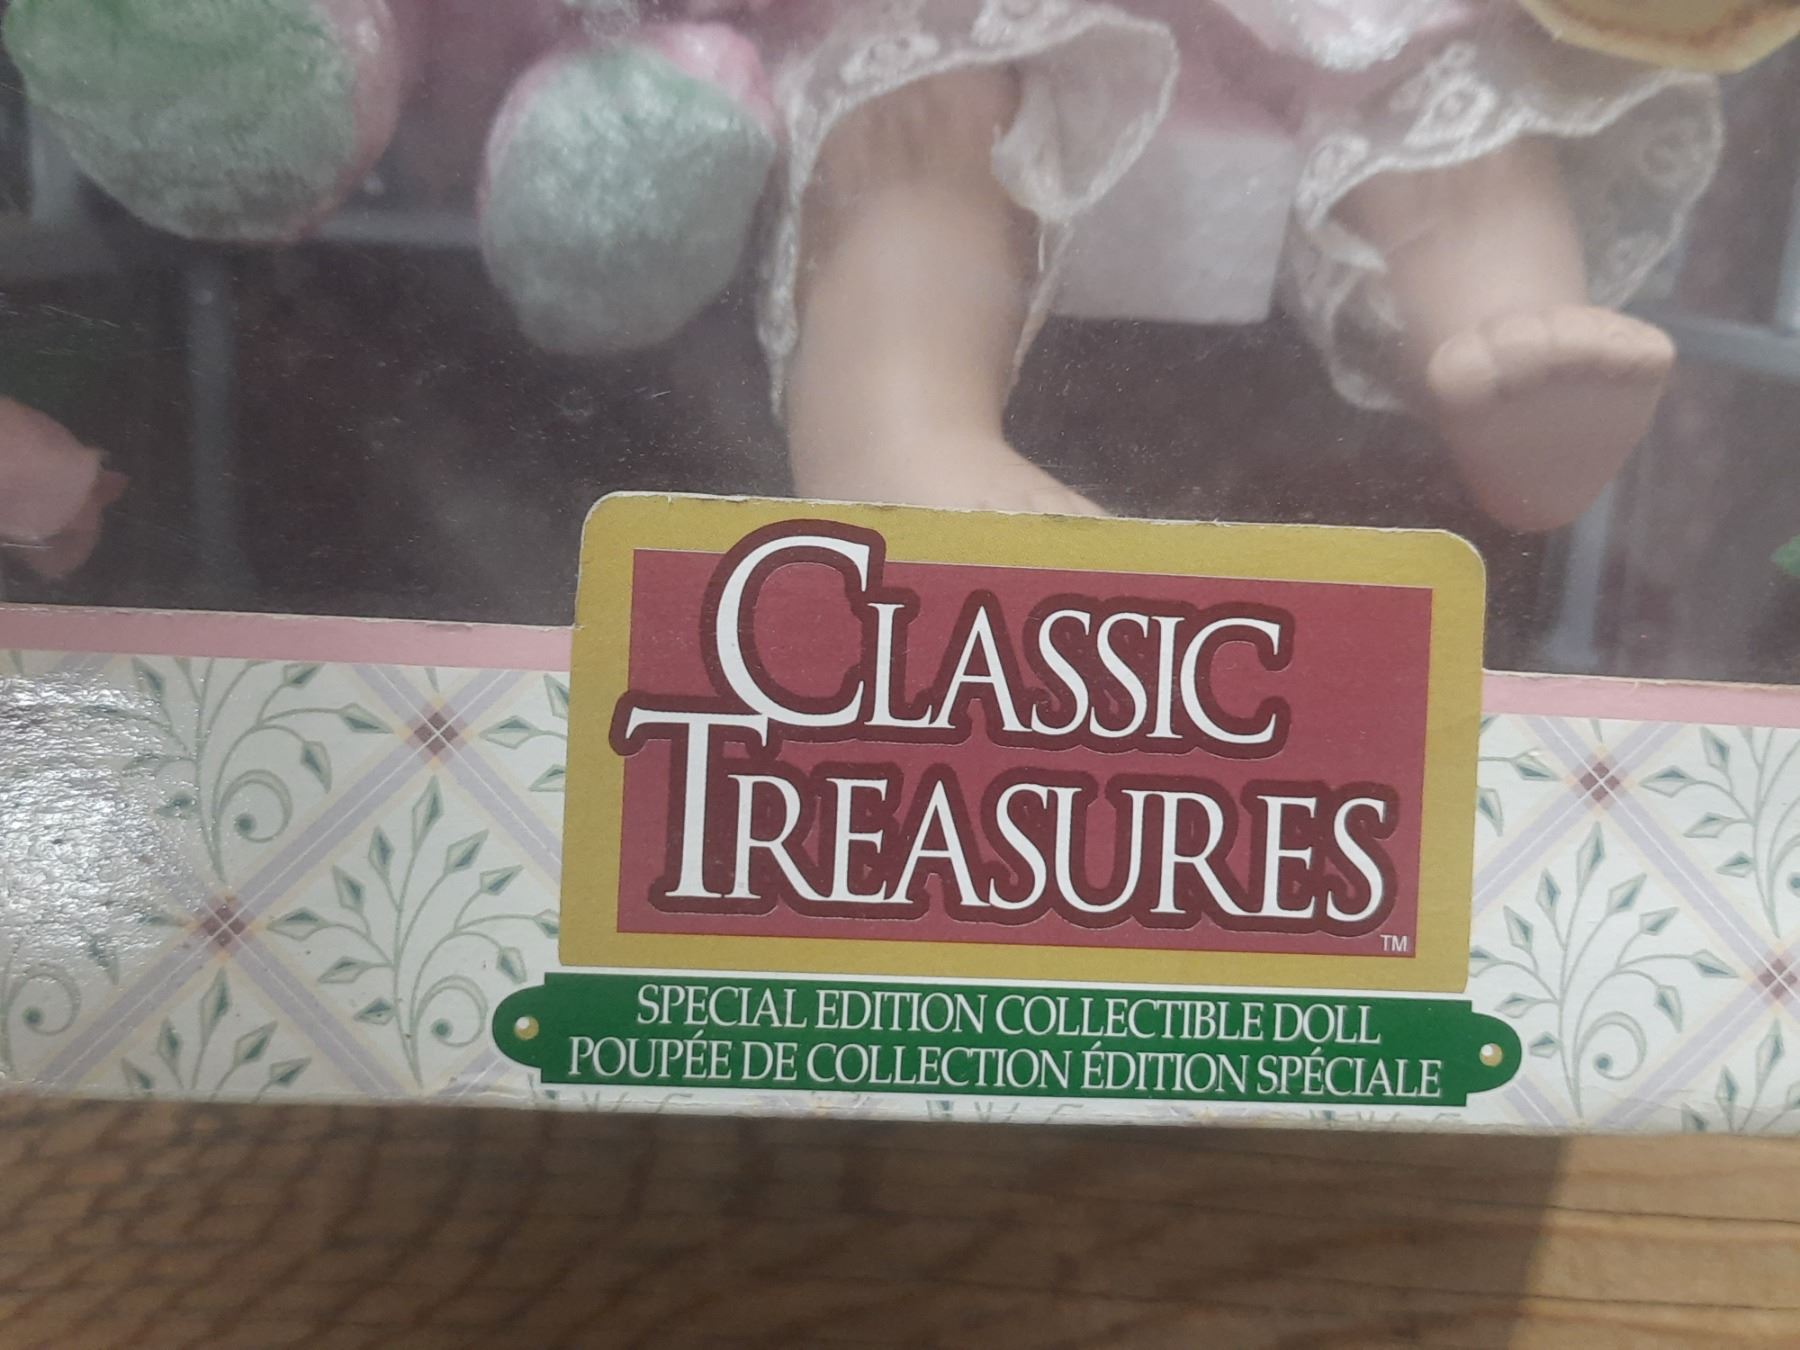 CLASSIC
TREASURES
TM
SPECIAL EDITION COLLECTIBLE DOLL
POUPÉE DE COLLECTION ÉDITION SPÉCIALE